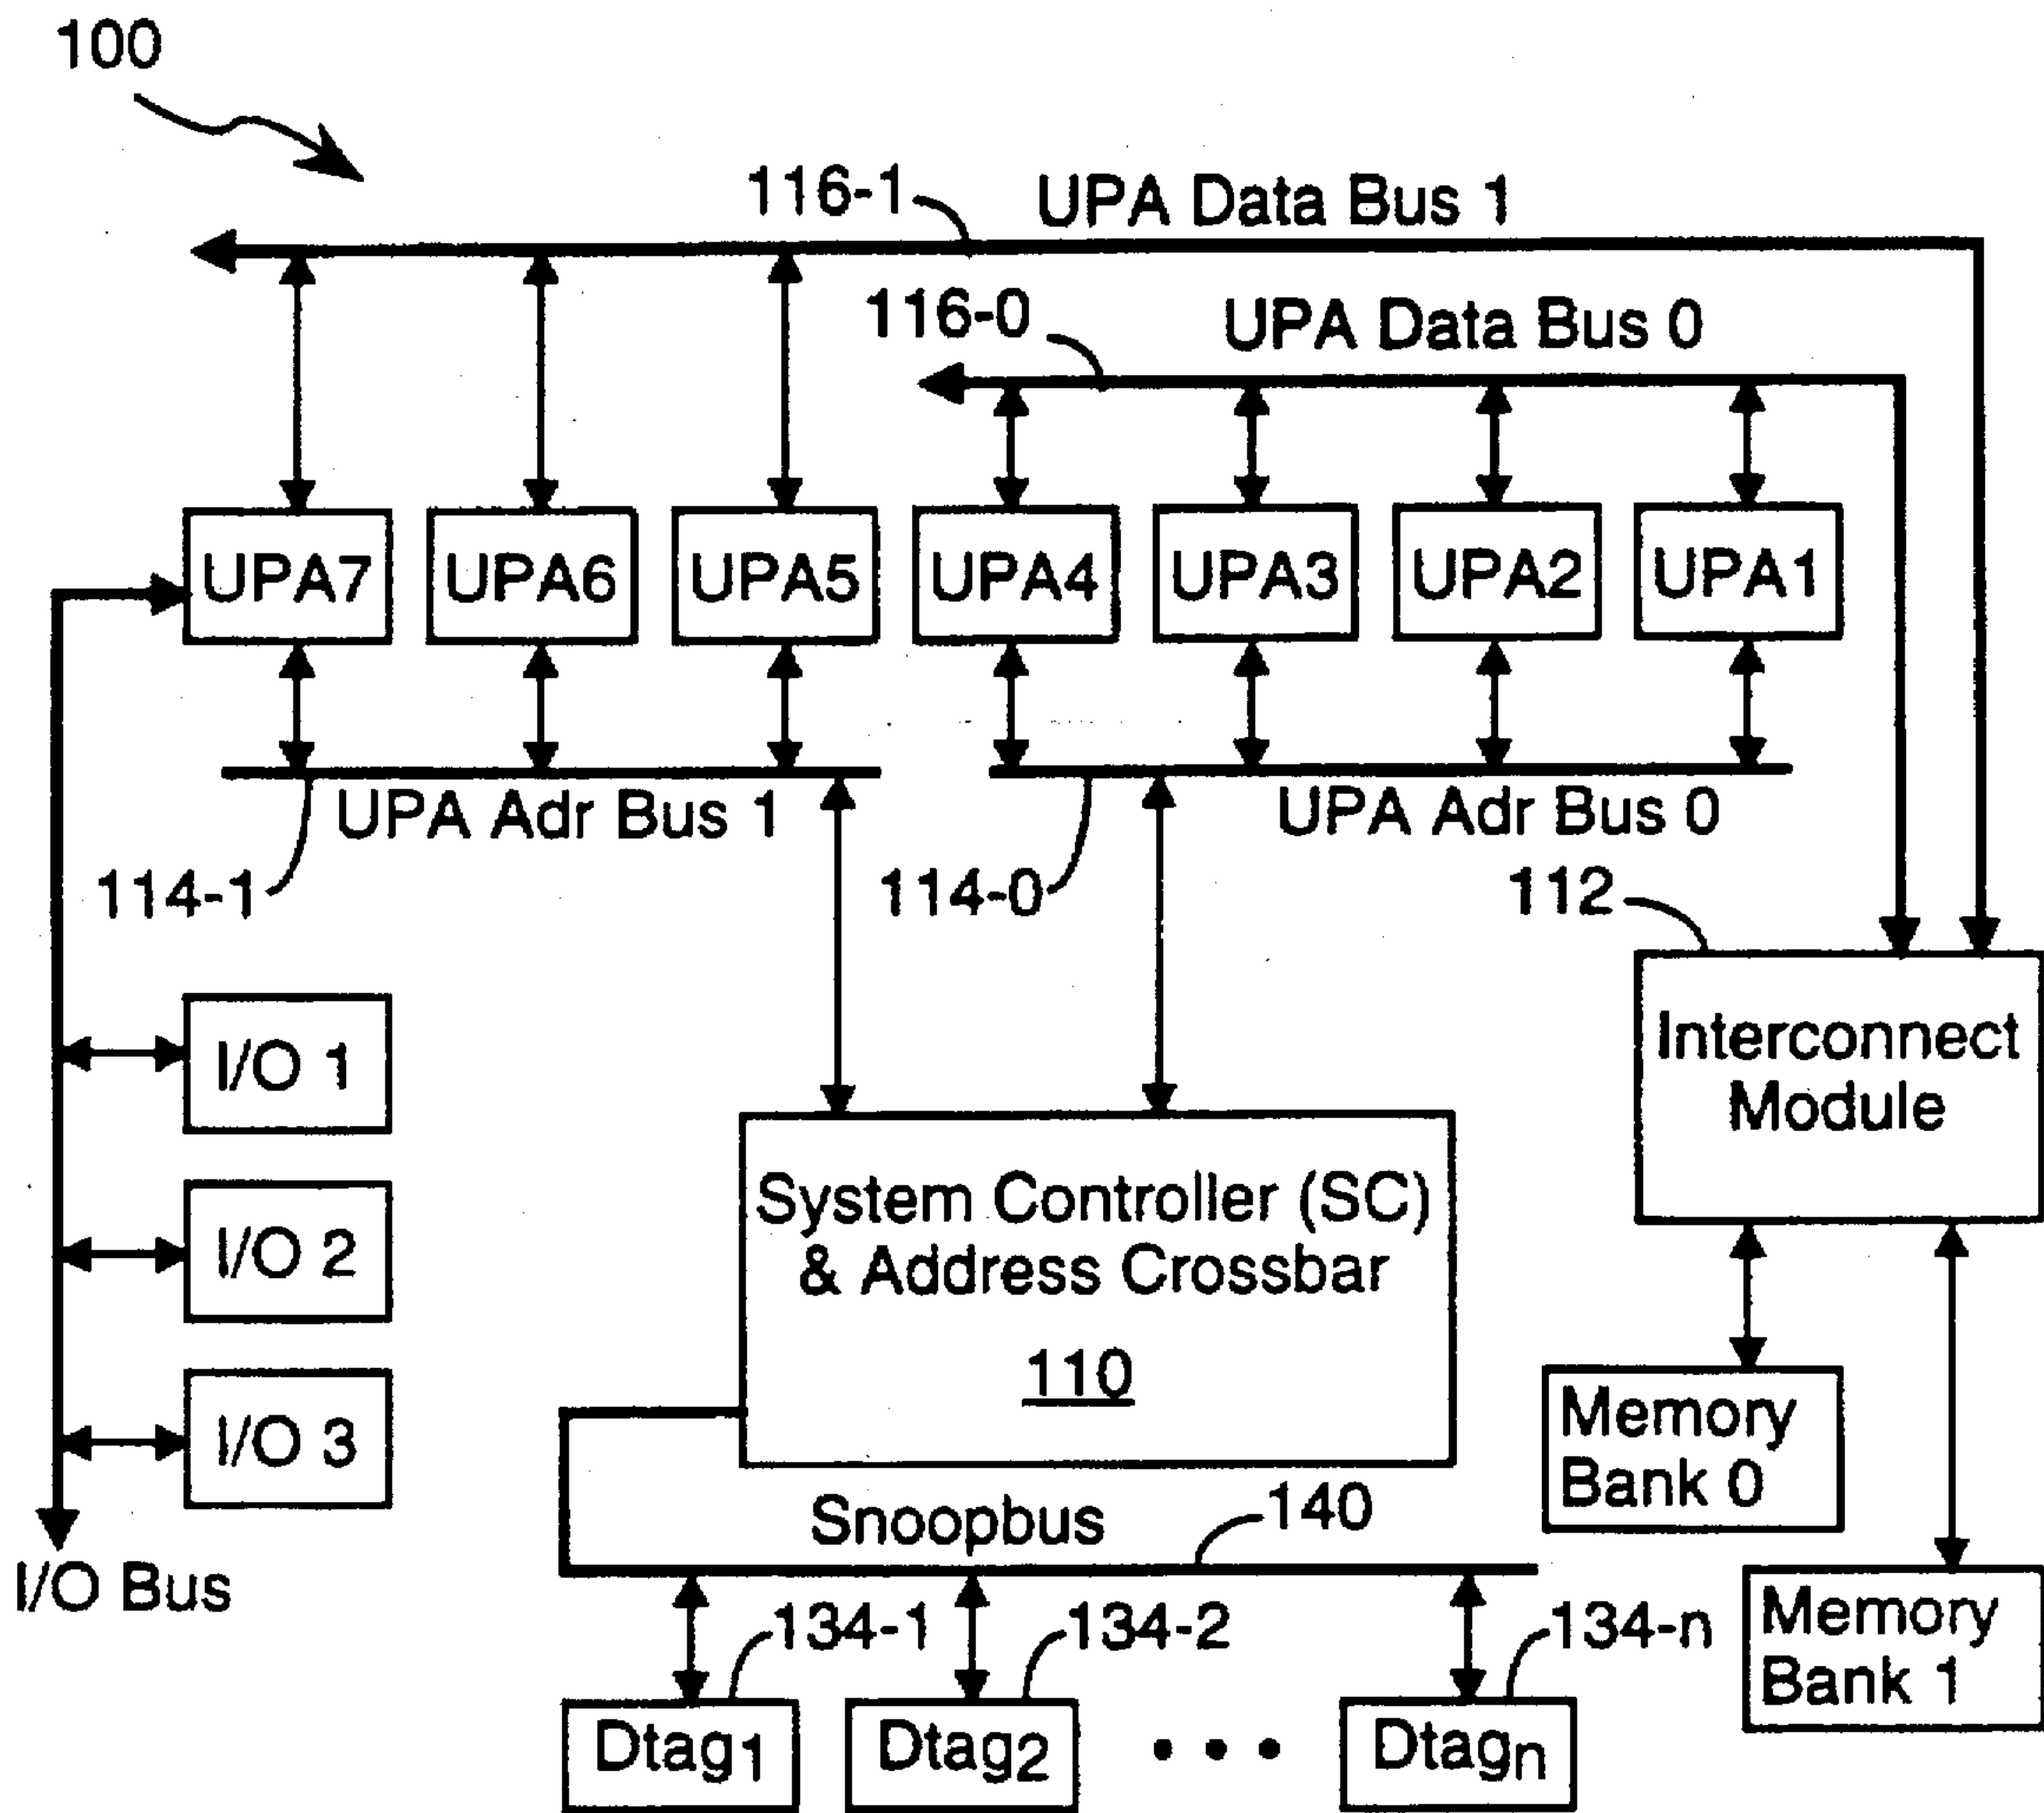 100
116-1
UPA Data Bus 1
116-0
UPA Data Bus 0
UPA7
UPA6
UPA5
UPA4
UPA3
UPA2
UPA1
UPA Adr Bus 1
UPA Adr Bus 0
114-1
114-0
112
Interconnect
Module
I/O 1
I/O 2
I/O 3
I/O Bus
System Controller (SC)
& Address Crossbar
110
Memory
Bank 0
Snoopbus
140
Memory
Bank 1
134-1
134-2
134-n
Dtag1
Dtag2
• • •
Dtagn